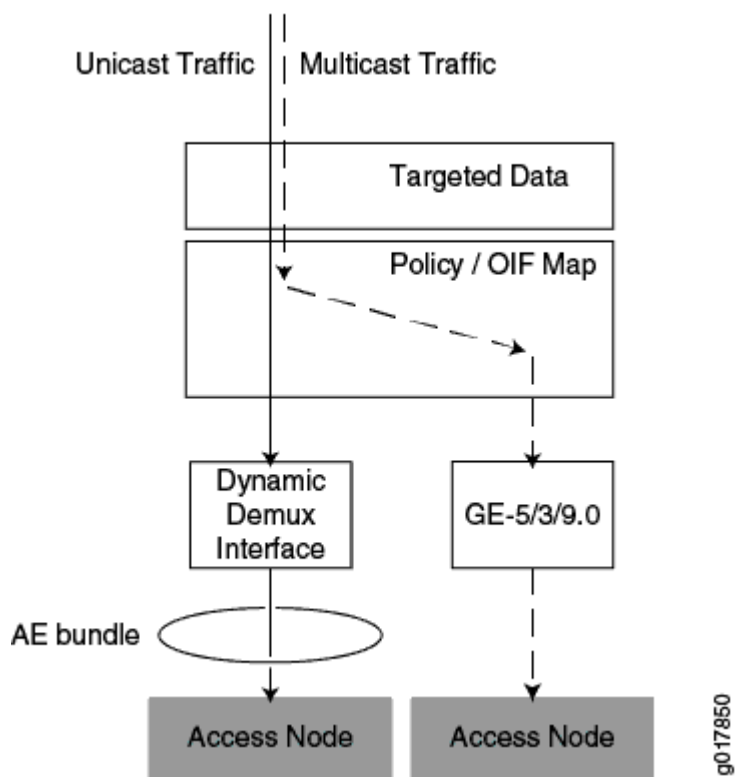 Unicast Traffic
Multicast Traffic
Targeted Data
Policy / OIF Map
Dynamic
Demux
Interface
GE-5/3/9.0
AE bundle
Access Node
Access Node
g017850